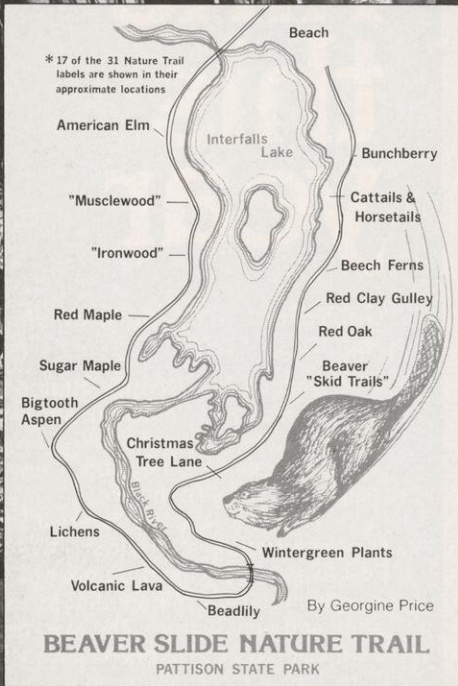 Beach
* 17 of the 31 Nature Trail
labels are shown in their
approximate locations
American Elm
Interfalls
Lake
Bunchberry
"Musclewood"
Cattails &
Horsetails
"Ironwood"
Beech Ferns
Red Clay Gulley
Red Maple
Red Oak
Sugar Maple
Beaver
"Skid Trails"
Bigtooth
Aspen
Christmas
Tree Lane
Black River
Lichens
Wintergreen Plants
Volcanic Lava
Beadlily
By Georgine Price
BEAVER SLIDE NATURE TRAIL
PATTISON STATE PARK